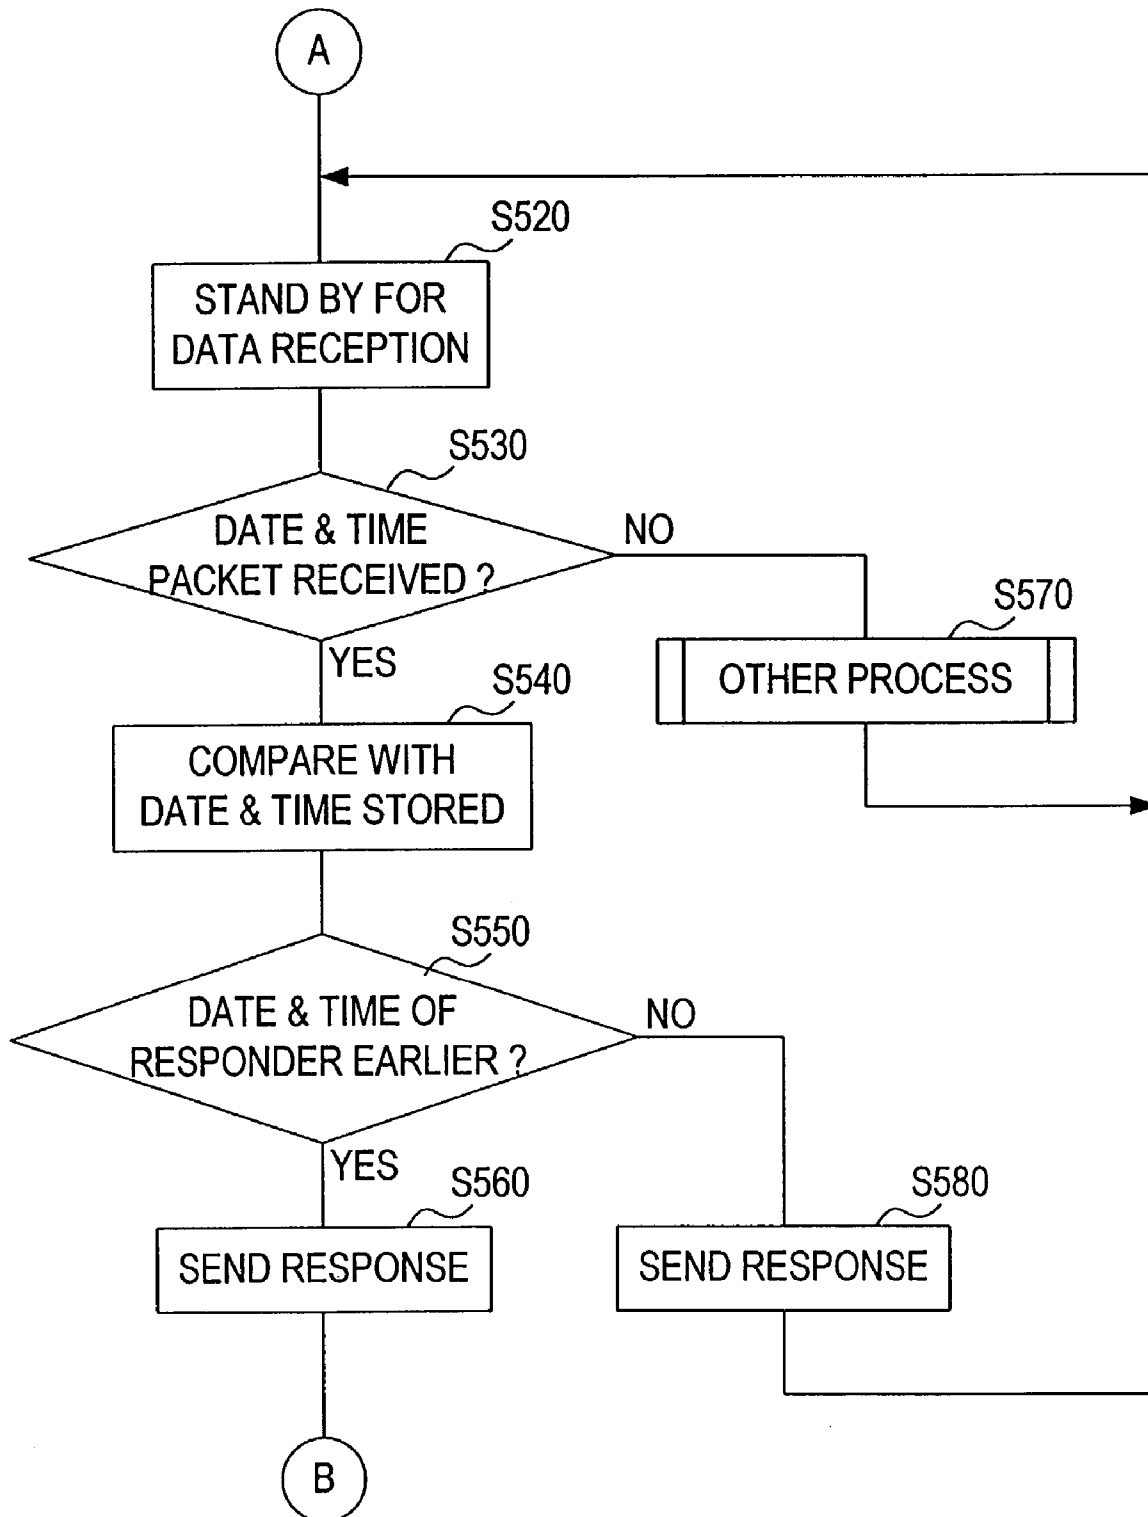 A
S520
STAND BY FOR
DATA RECEPTION
S530
DATE & TIME
PACKET RECEIVED ?
NO
YES
S570
OTHER PROCESS
S540
COMPARE WITH
DATE & TIME STORED
S550
DATE & TIME OF
RESPONDER EARLIER ?
NO
YES
S560
SEND RESPONSE
S580
SEND RESPONSE
B